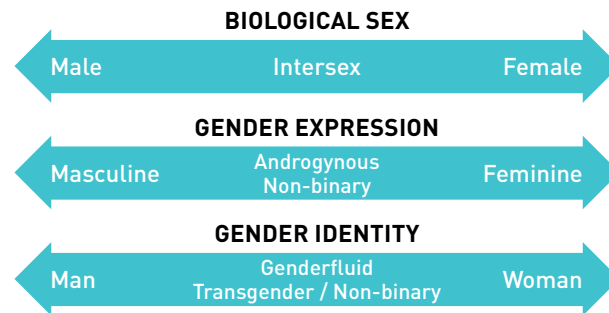 BIOLOGICAL SEX
Male Intersex Female
GENDER EXPRESSION
Masculine Androgynous Feminine
Non-binary
GENDER IDENTITY
Man Genderfluid Woman
Transgender / Non-binary